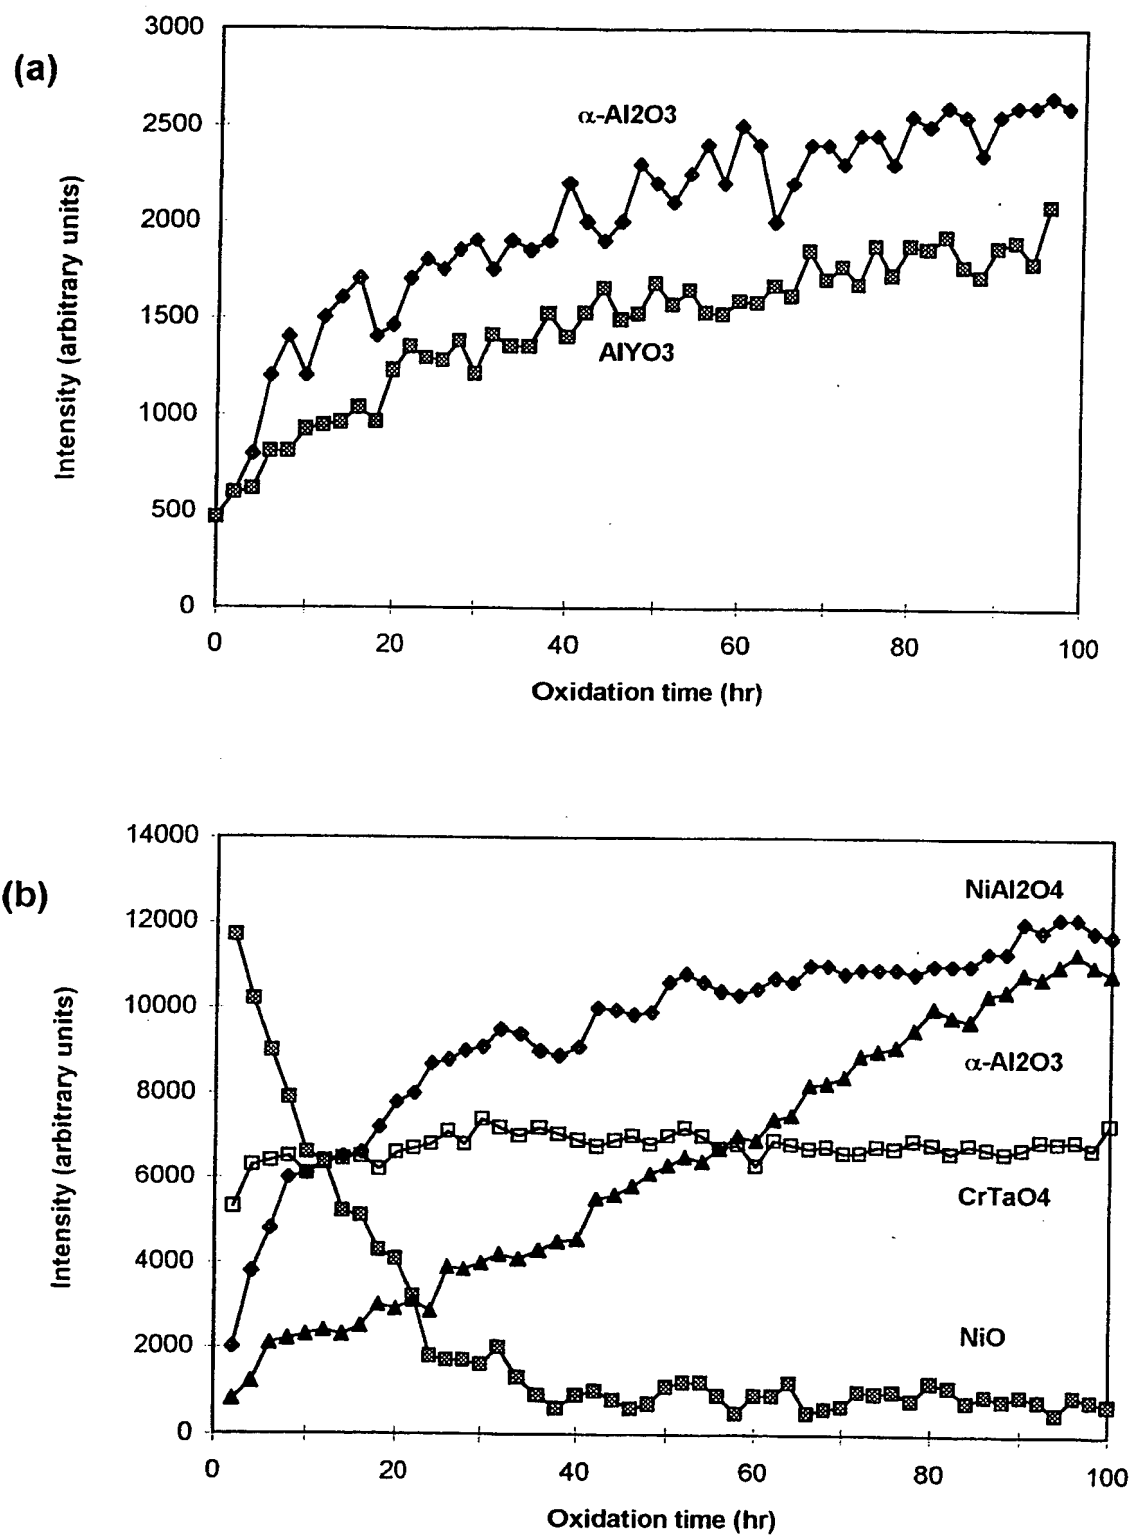 (a)
3000
2500
2000
1500
1000
500
0
Intensity (arbitrary units)
α-Al2O3
AlYO3
0 20 40 60 80 100
Oxidation time (hr)
(b)
14000
12000
10000
8000
6000
4000
2000
0
Intensity (arbitrary units)
NiAl2O4
α-Al2O3
CrTaO4
NiO
0 20 40 60 80 100
Oxidation time (hr)